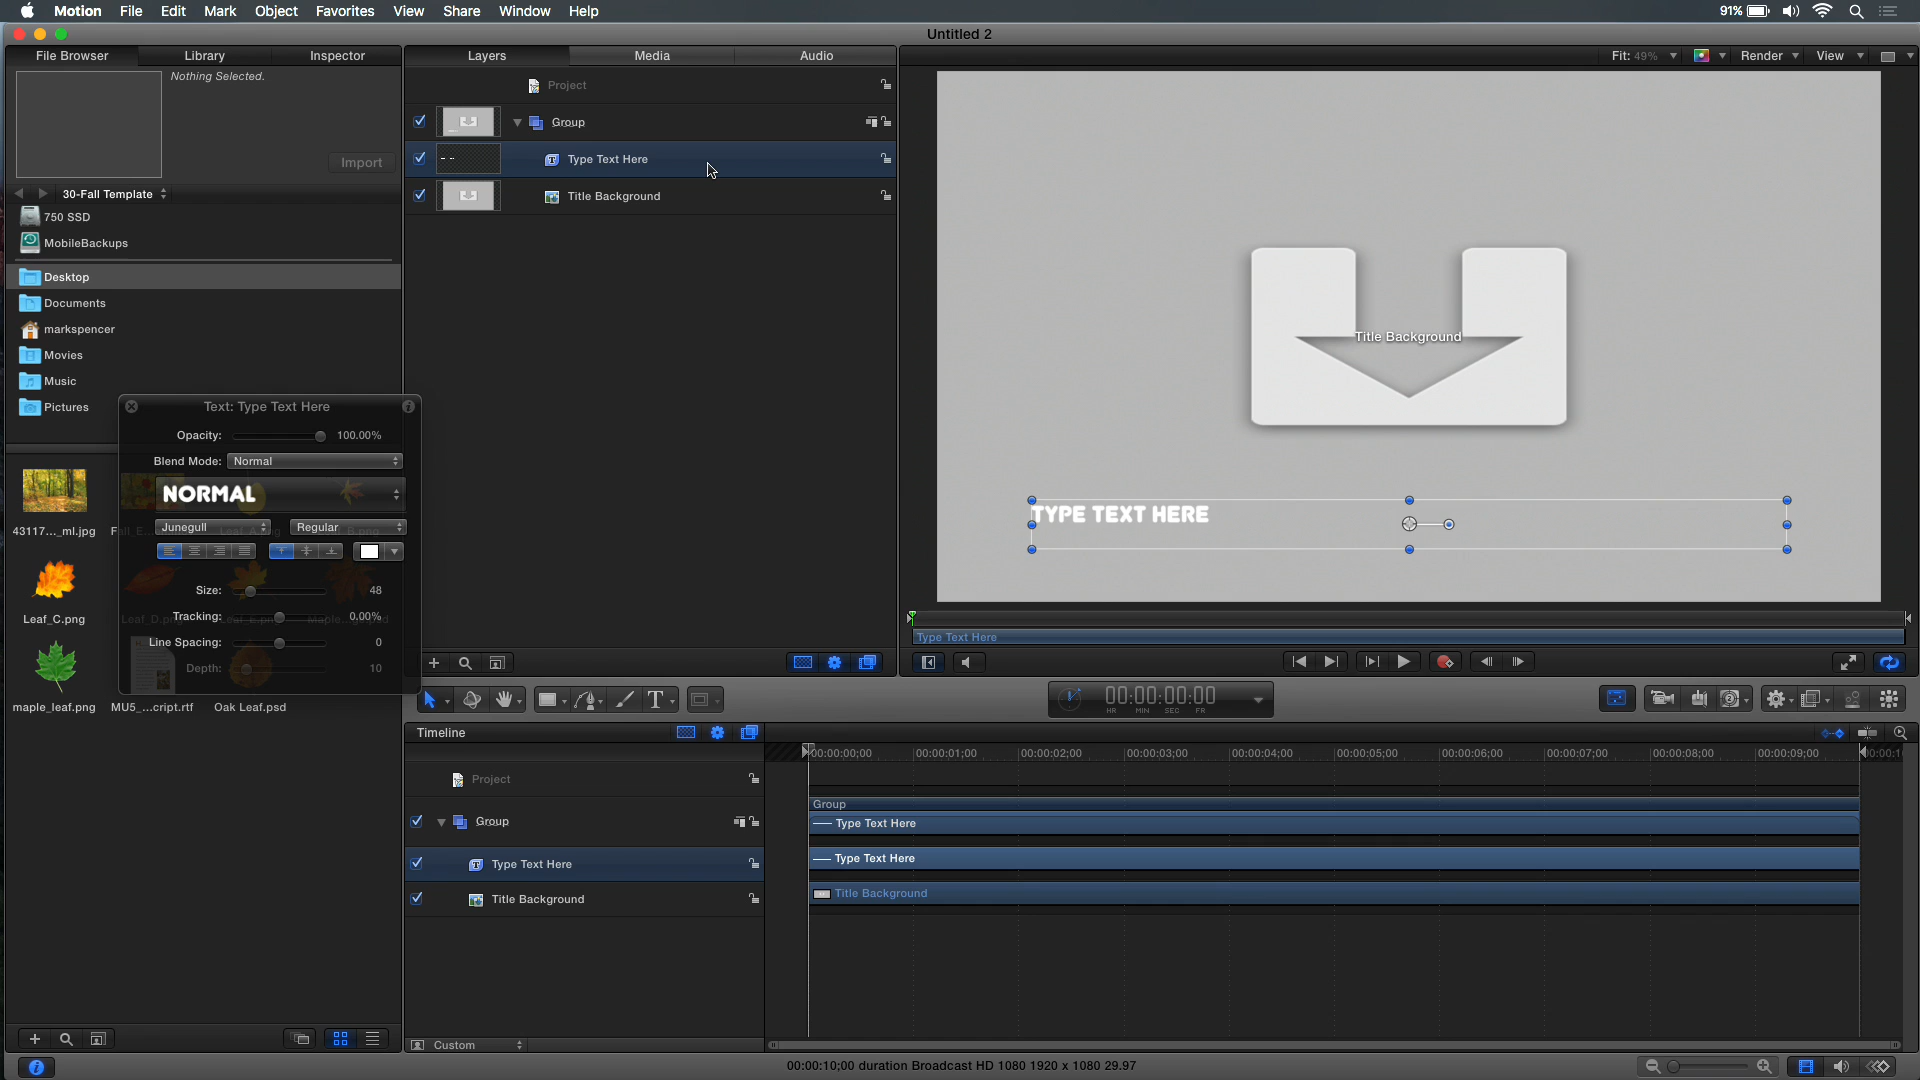 Motion File Edit Mark Object Favorites View Share Window Help 91%
Untitled 2
File Browser Library Inspector Layers Media Audio Fit: 49% Render View
Nothing Selected.
Import
30-Fall Template
750 SSD
MobileBackups
Desktop
Documents
markspencer
Movies
Music
Pictures
Project
Group
Type Text Here
Title Background
Title Background
TYPE TEXT HERE
Type Text Here
Text: Type Text Here
Opacity: 100.00%
Blend Mode: Normal
NORMAL
Junegull Regular
Size: 48
Tracking: 0.00%
Line Spacing: 0
Depth: 10
43117..._ml.jpg
Leaf_C.png
maple_leaf.png MU5_...cript.rtf Oak Leaf.psd
00:00:00:00
HR MIN SEC FR
Timeline
00:00:00;00 00:00:01;00 00:00:02;00 00:00:03;00 00:00:04;00 00:00:05;00 00:00:06;00 00:00:07;00 00:00:08;00 00:00:09;00
Project
Group
Type Text Here
Title Background
Group
Type Text Here
Type Text Here
Title Background
Custom
00:00:10;00 duration Broadcast HD 1080 1920 x 1080 29.97